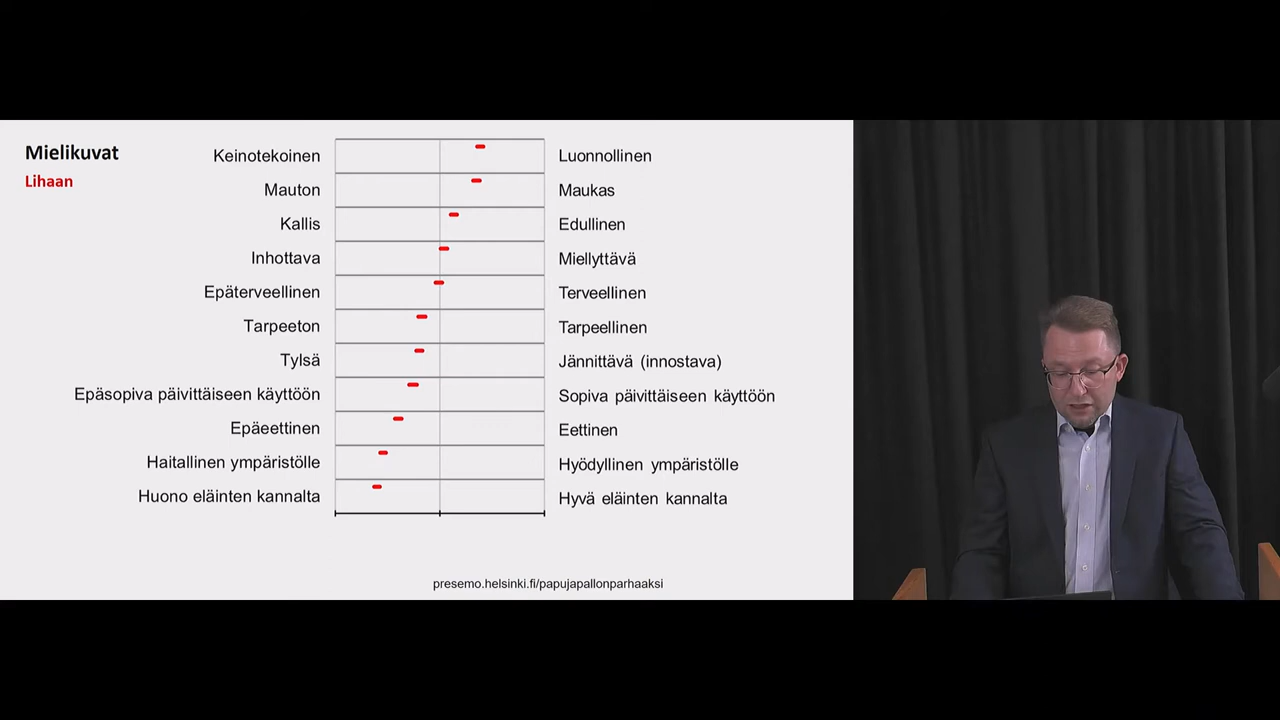 Mielikuvat
Lihaan
Keinotekoinen Luonnollinen
Mauton Maukas
Kallis Edullinen
Inhottava Miellyttävä
Epäterveellinen Terveellinen
Tarpeeton Tarpeellinen
Tylsä Jännittävä (innostava)
Epäsopiva päivittäiseen käyttöön Sopiva päivittäiseen käyttöön
Epäeettinen Eettinen
Haitallinen ympäristölle Hyödyllinen ympäristölle
Huono eläinten kannalta Hyvä eläinten kannalta
presemo.helsinki.fi/papujapallonparhaaksi